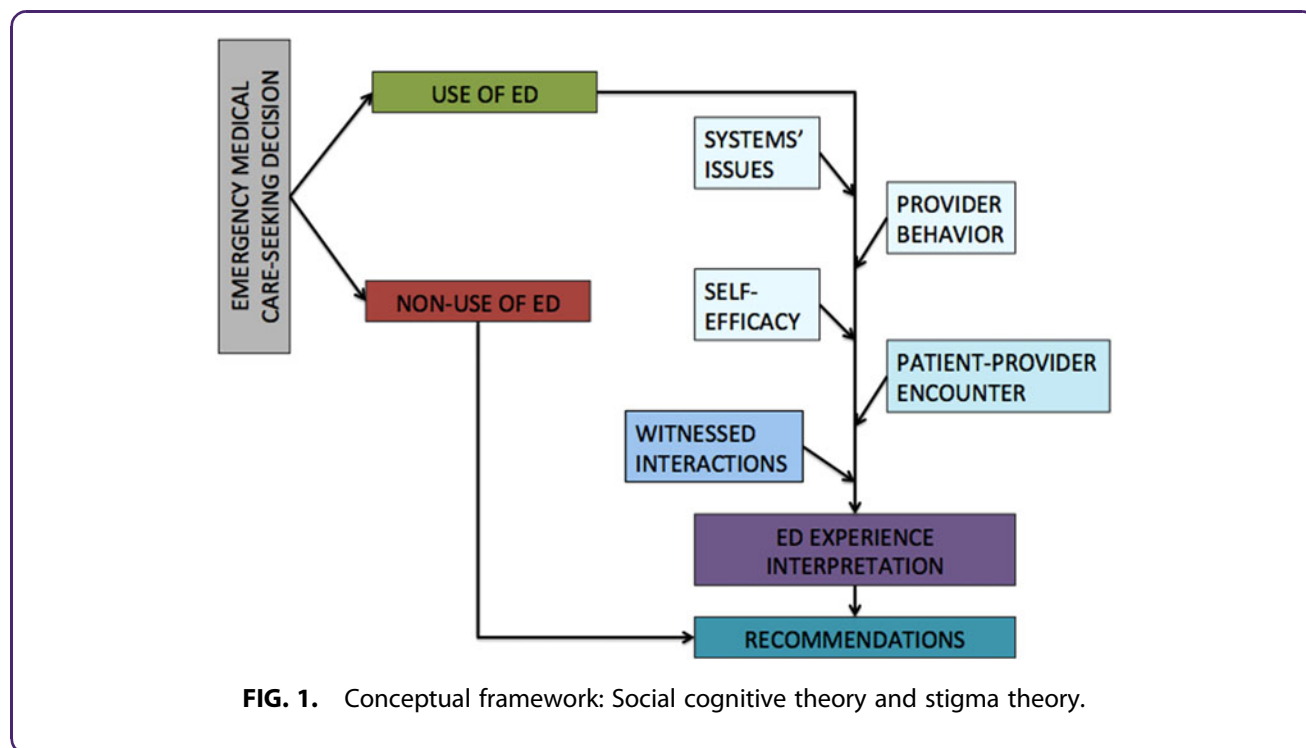 EMERGENCY MEDICAL
CARE-SEEKING DECISION
USE OF ED
SYSTEMS’
ISSUES
PROVIDER
BEHAVIOR
NON-USE OF ED
SELF-
EFFICACY
PATIENT-PROVIDER
ENCOUNTER
WITNESSED
INTERACTIONS
ED EXPERIENCE
INTERPRETATION
RECOMMENDATIONS
FIG. 1. Conceptual framework: Social cognitive theory and stigma theory.